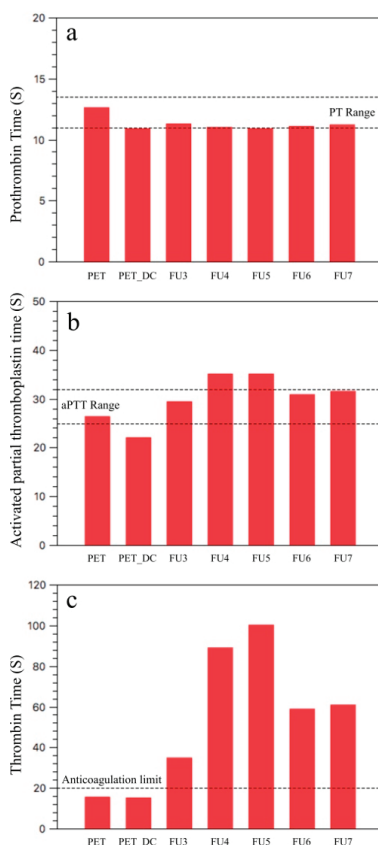 a
Prothrombin Time (S)
20
15
10
5
0
PT Range
PET PET_DC FU3 FU4 FU5 FU6 FU7
b
Activated partial thromboplastin time (S)
50
40
30
20
10
0
aPTT Range
PET PET_DC FU3 FU4 FU5 FU6 FU7
c
Thrombin Time (S)
120
100
80
60
40
20
0
Anticoagulation limit
PET PET_DC FU3 FU4 FU5 FU6 FU7